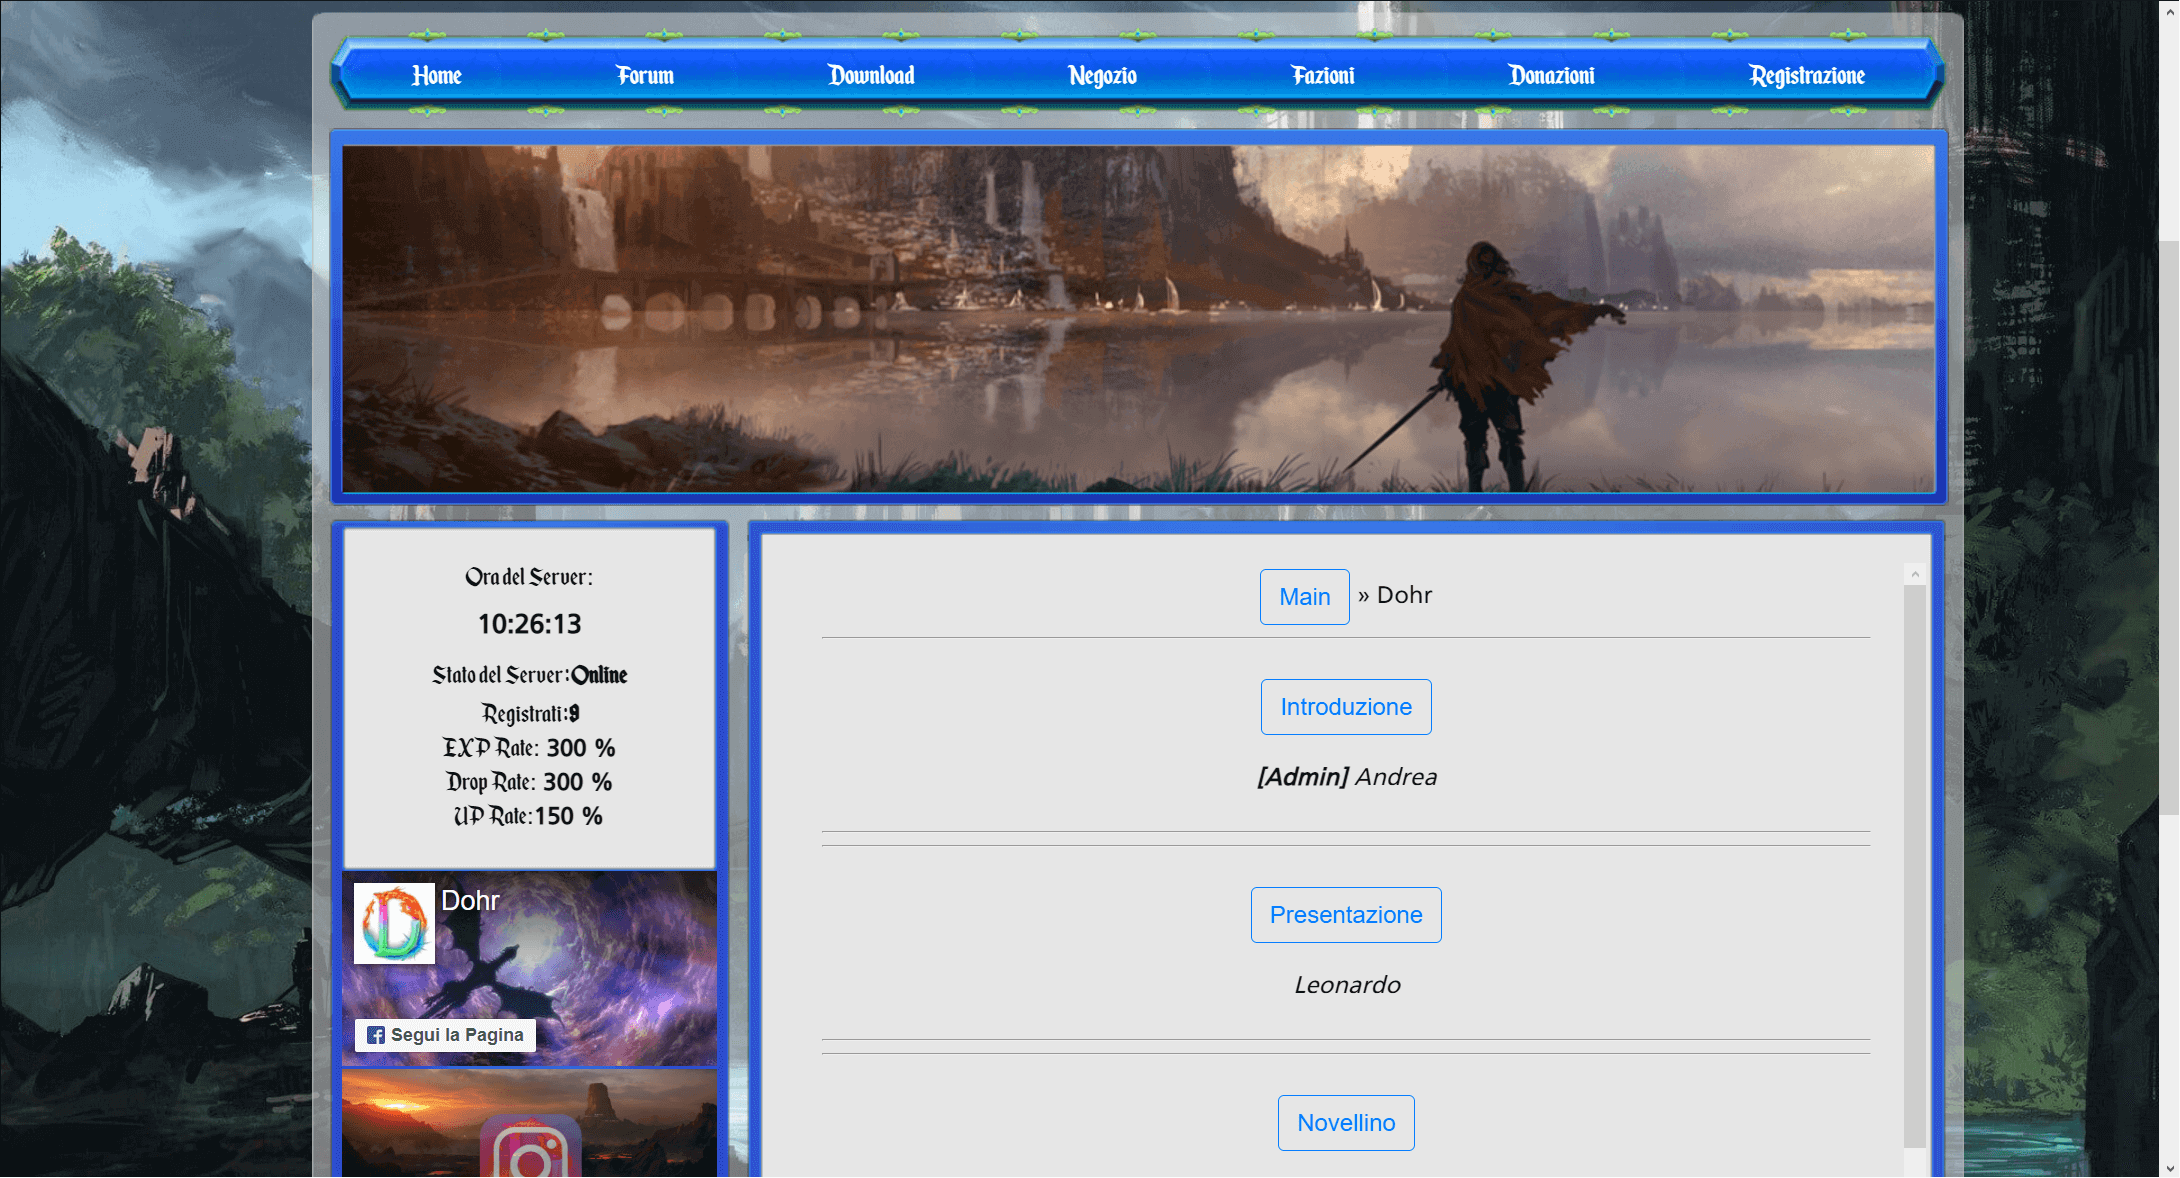 Home Forum Download Negozio Fazioni Donazioni Registrazione
Ora del Server:
10:26:13
Stato del Server:Online
Registrati:9
EXP Rate: 300 %
Drop Rate: 300 %
UP Rate:150 %
D Dohr
Segui la Pagina
Main » Dohr
Introduzione
[Admin] Andrea
Presentazione
Leonardo
Novellino